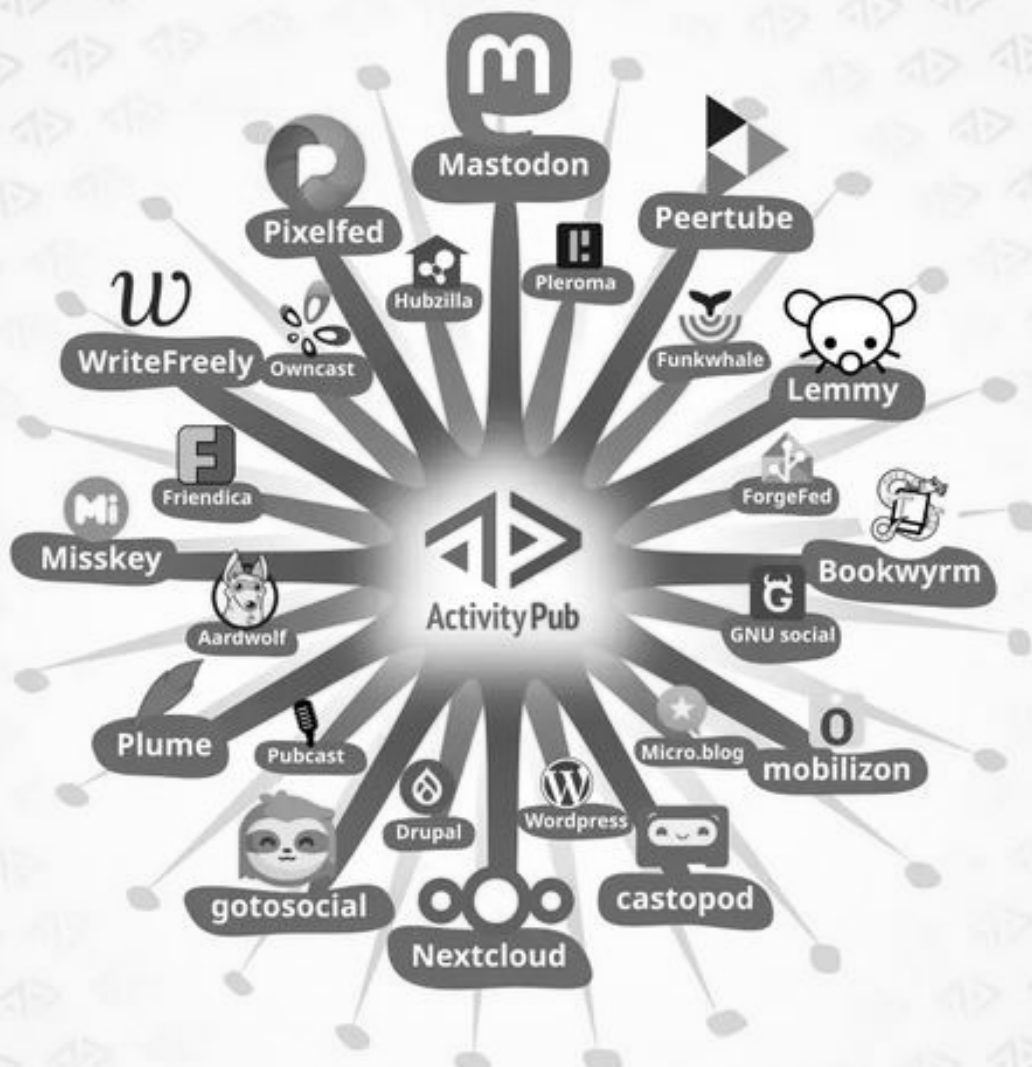 m
Mastodon
Pixelfed
Peertube
Hubzilla
Pleroma
w
WriteFreely
Owncast
Funkwhale
Lemmy
F
Friendica
ForgeFed
Mi
Misskey
Bookwyrm
Aardwolf
G
GNU social
ActivityPub
Plume
Pubcast
Micro.blog
mobilizon
Drupal
W
Wordpress
gotosocial
castopod
Nextcloud